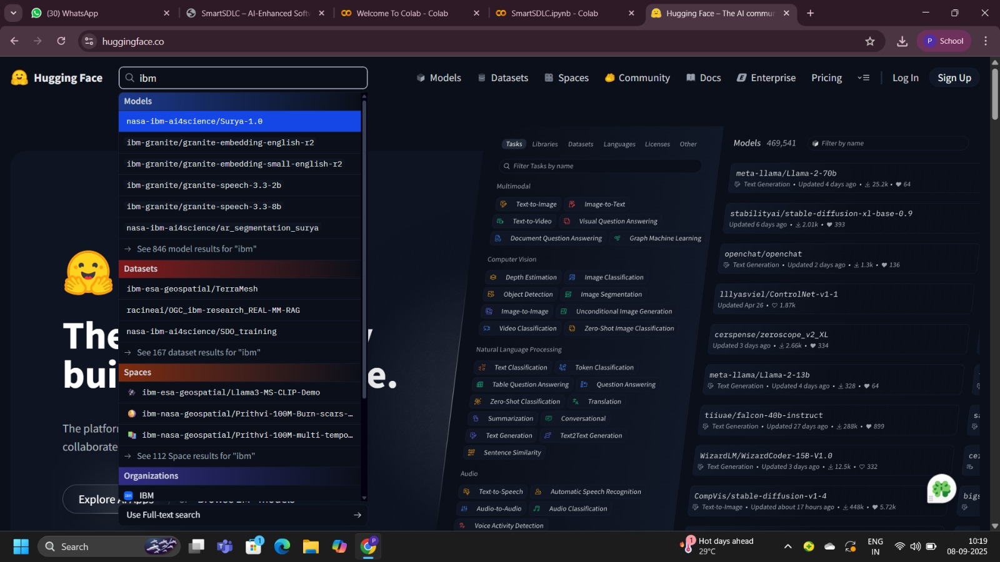 (30) WhatsApp
SmartSDLC – AI-Enhanced Soft
Welcome To Colab - Colab
SmartSDLC.ipynb - Colab
Hugging Face – The AI commu
huggingface.co
P School
Hugging Face
ibm
Models
Datasets
Spaces
Community
Docs
Enterprise
Pricing
Log In
Sign Up
Models
nasa-ibm-ai4science/Surya-1.0
ibm-granite/granite-embedding-english-r2
ibm-granite/granite-embedding-small-english-r2
ibm-granite/granite-speech-3.3-2b
ibm-granite/granite-speech-3.3-8b
nasa-ibm-ai4science/ar_segmentation_surya
→ See 846 model results for "ibm"
Datasets
ibm-esa-geospatial/TerraMesh
racineai/OGC_ibm-research_REAL-MM-RAG
nasa-ibm-ai4science/SDO_training
→ See 167 dataset results for "ibm"
Spaces
ibm-esa-geospatial/Llama3-MS-CLIP-Demo
ibm-nasa-geospatial/Prithvi-100M-Burn-scars-…
ibm-nasa-geospatial/Prithvi-100M-multi-tempo…
→ See 112 Space results for "ibm"
Organizations
IBM
Use Full-text search →
The
bui
e.
The platfor
collaborate
Explore AI Apps
Tasks Libraries Datasets Languages Licenses Other
Filter Tasks by name
Multimodal
Text-to-Image Image-to-Text
Text-to-Video Visual Question Answering
Document Question Answering Graph Machine Learning
Computer Vision
Depth Estimation Image Classification
Object Detection Image Segmentation
Image-to-Image Unconditional Image Generation
Video Classification Zero-Shot Image Classification
Natural Language Processing
Text Classification Token Classification
Table Question Answering Question Answering
Zero-Shot Classification Translation
Summarization Conversational
Text Generation Text2Text Generation
Sentence Similarity
Audio
Text-to-Speech Automatic Speech Recognition
Audio-to-Audio Audio Classification
Voice Activity Detection
Models 469,541 Filter by name
meta-llama/Llama-2-70b
Text Generation • Updated 4 days ago • 25.2k • 64
stabilityai/stable-diffusion-xl-base-0.9
Updated 6 days ago • 2.01k • 393
openchat/openchat
Text Generation • Updated 2 days ago • 1.3k • 136
lllyasviel/ControlNet-v1-1
Updated Apr 26 • 1.87k
cerspense/zeroscope_v2_XL
Updated 3 days ago • 2.66k • 334
meta-llama/Llama-2-13b
Text Generation • Updated 4 days ago • 328 • 64
tiiuae/falcon-40b-instruct
Text Generation • Updated 27 days ago • 288k • 899
WizardLM/WizardCoder-15B-V1.0
Text Generation • Updated 3 days ago • 12.5k • 332
CompVis/stable-diffusion-v1-4
Text-to-Image • Updated about 17 hours ago • 448k • 5.72k
bigs
Search
1
1
Hot days ahead
29°C
ENG
IN
10:19
08-09-2025